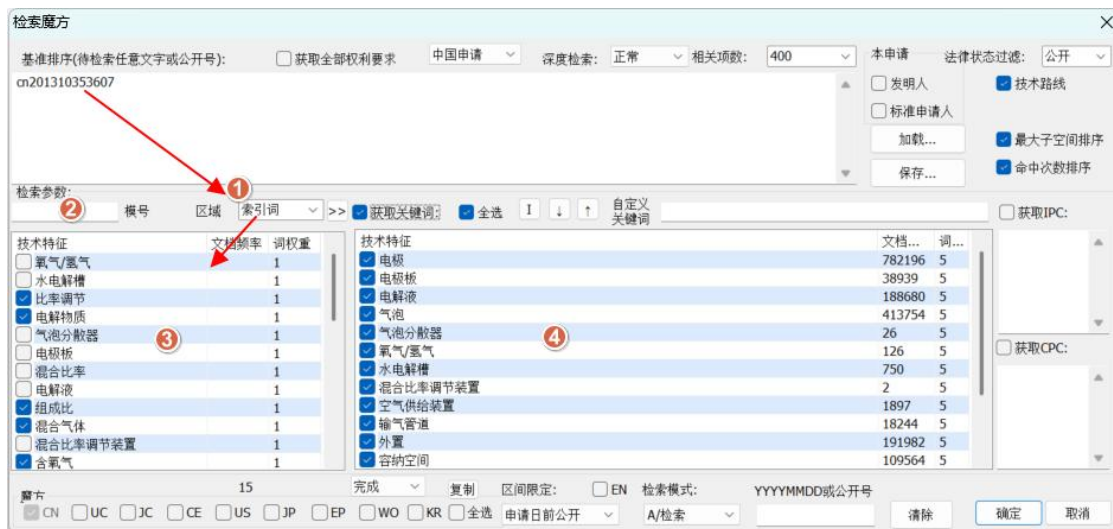 检索魔方
基准排序(待检索任意文字或公开号): 获取全部权利要求 中国申请 深度检索: 正常 相关项数: 400 本申请 法律状态过滤: 公开
cn201310353607
发明人 技术路线
标准申请人
加载... 最大子空间排序
保存... 命中次数排序
检索参数:
1
2 模号 区域 索引词 >> 获取关键词: 全选 I ↓ ↑ 自定义关键词 获取IPC:
技术特征 文档频率 词权重
氧气/氢气 1
水电解槽 1
比率调节 1
电解物质 1
气泡分散器 1
3
电极板 1
混合比率 1
电解液 1
组成比 1
混合气体 1
混合比率调节装置 1
含氧气 1
技术特征 文档... 词...
电极 782196 5
电极板 38939 5
电解液 188680 5
气泡 413754 5
气泡分散器 26 5
4
氧气/氢气 126 5
水电解槽 750 5
混合比率调节装置 2 5
空气供给装置 1897 5
输气管道 18244 5
外置 191982 5
容纳空间 109564 5
获取CPC:
15 完成 复制 区间限定: EN 检索模式: YYYYMMDD或公开号
魔方
CN UC JC CE US JP EP WO KR 全选 申请日前公开 A/检索 清除 确定 取消